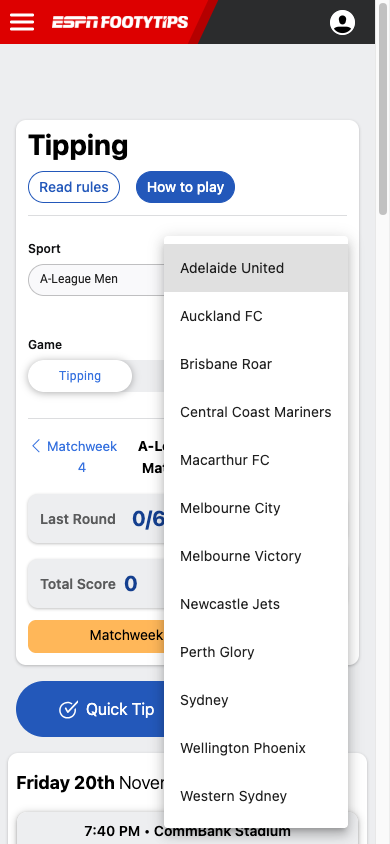 ESPN FOOTYTIPS
Tipping
Read rules
How to play
Sport
A-League Men
Game
Tipping
Matchweek
4
A-Le
Mat
Last Round 0/6
Total Score 0
Matchweek
Quick Tip
Friday 20th Nover
7:40 PM • CommBank Stadium
Adelaide United
Auckland FC
Brisbane Roar
Central Coast Mariners
Macarthur FC
Melbourne City
Melbourne Victory
Newcastle Jets
Perth Glory
Sydney
Wellington Phoenix
Western Sydney